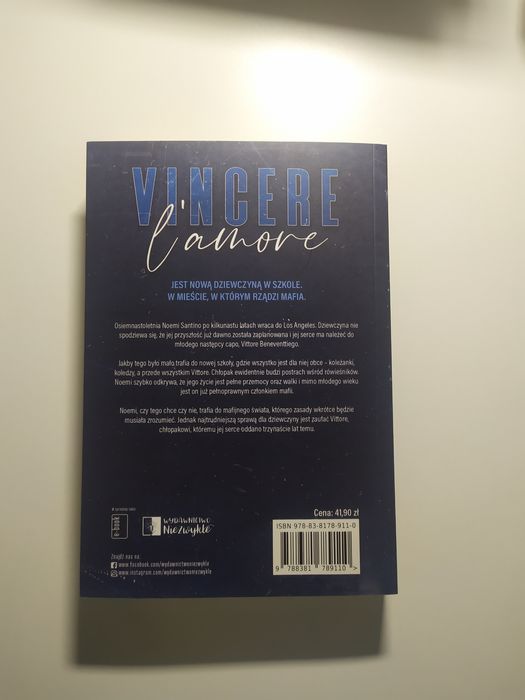 VINCERE
l'amore
JEST NOWĄ DZIEWCZYNĄ W SZKOLE.
W MIEŚCIE, W KTÓRYM RZĄDZI MAFIA.
Osiemnastoletnia Noemi Santino po kilkunastu latach wraca do Los Angeles. Dziewczyna nie
spodziewa się, że jej przyszłość już dawno została zaplanowana i jej serce ma należeć do
młodego następcy capo, Vittore Beneventtiego.
Jakby tego było mało, trafia do nowej szkoły, gdzie wszystko jest dla niej obce – koleżanki,
koledzy, a przede wszystkim Vittore. Chłopak ewidentnie budzi postrach wśród rówieśników.
Noemi szybko odkrywa, że jego życie jest pełne przemocy oraz walki i mimo młodego wieku
jest on już pełnoprawnym członkiem mafii.
Noemi, czy tego chce czy nie, trafia do mafijnego świata, którego zasady wkrótce będzie
musiała zrozumieć. Jednak najtrudniejszą sprawą dla dziewczyny jest zaufać Vittore,
chłopakowi, któremu jej serce oddano trzynaście lat temu.
Cena: 41,90 zł
ISBN 978-83-8178-911-0
e-book
WYDAWNICTWO
NieZwykłe
9 788381 789110 >
Znajdź nas na:
www.facebook.com/wydawnictwoniezwykle
www.instagram.com/wydawnictwoniezwykle